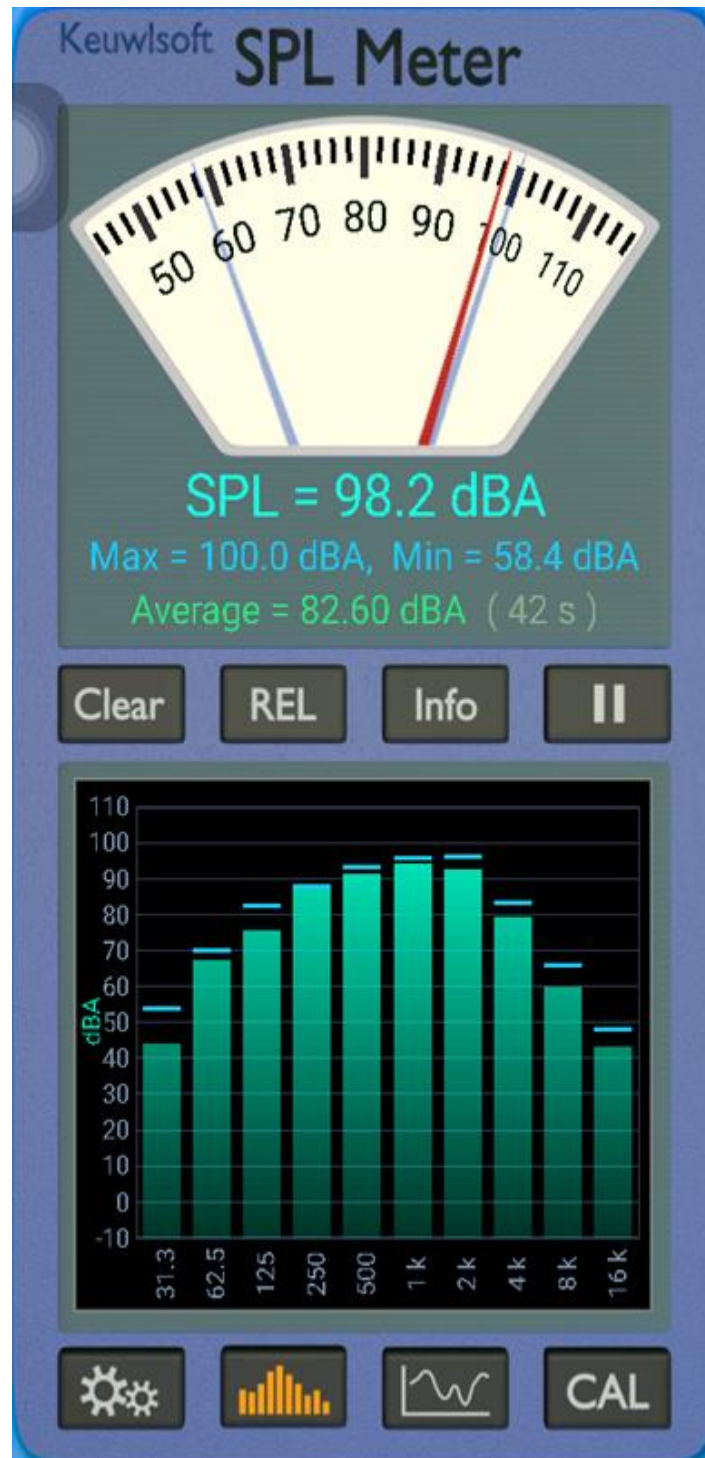 Keuwlsoft SPL Meter
50 60 70 80 90 100 110
SPL = 98.2 dBA
Max = 100.0 dBA, Min = 58.4 dBA
Average = 82.60 dBA ( 42 s )
Clear REL Info
110
100
90
80
70
60
50
40
30
20
10
0
-10
dBA
31.3 62.5 125 250 500 1 k 2 k 4 k 8 k 16 k
CAL